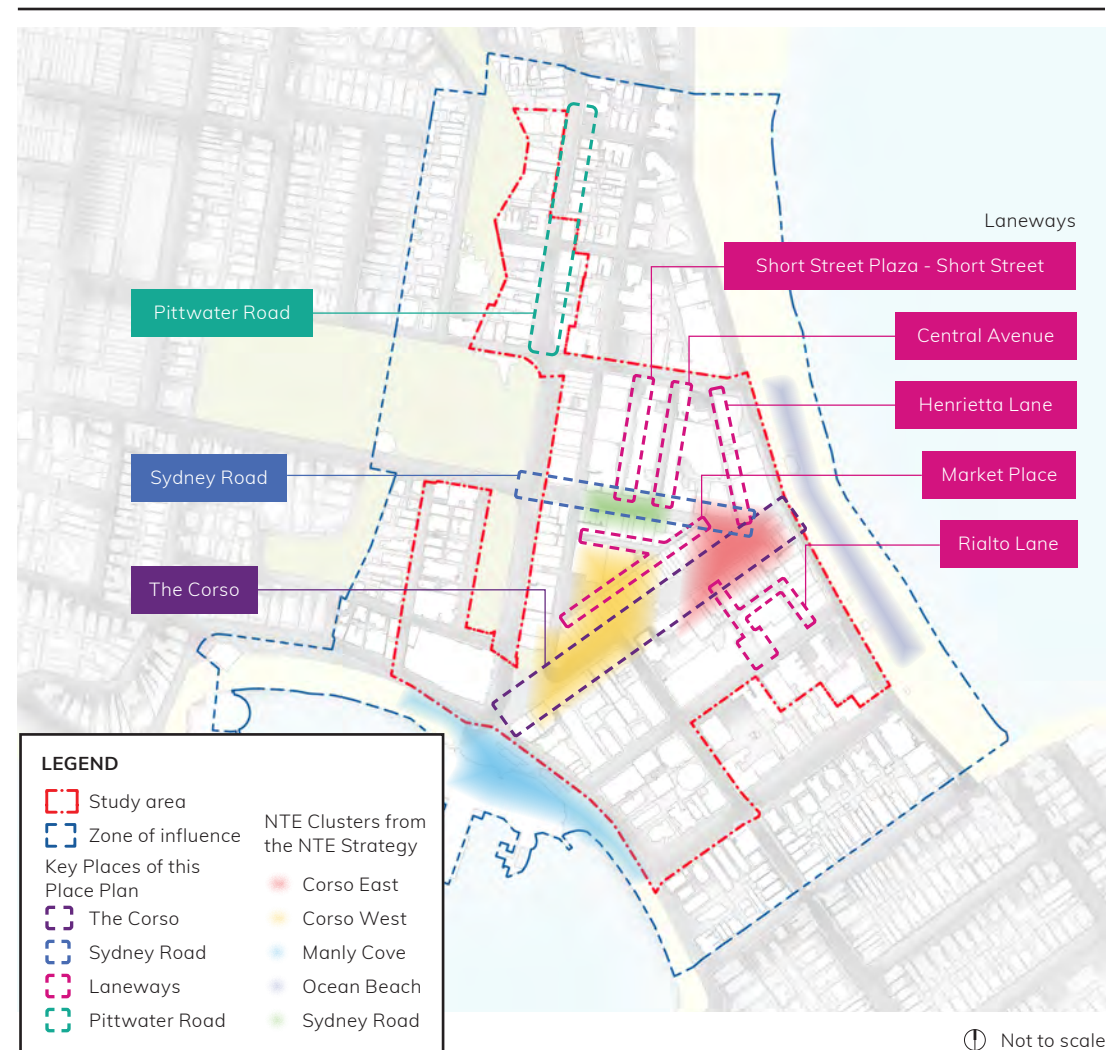 Laneways
Short Street Plaza - Short Street
Central Avenue
Henrietta Lane
Market Place
Rialto Lane
Pittwater Road
Sydney Road
The Corso
LEGEND
Study area
Zone of influence
Key Places of this
Place Plan
The Corso
Sydney Road
Laneways
Pittwater Road
NTE Clusters from
the NTE Strategy
Corso East
Corso West
Manly Cove
Ocean Beach
Sydney Road
Not to scale